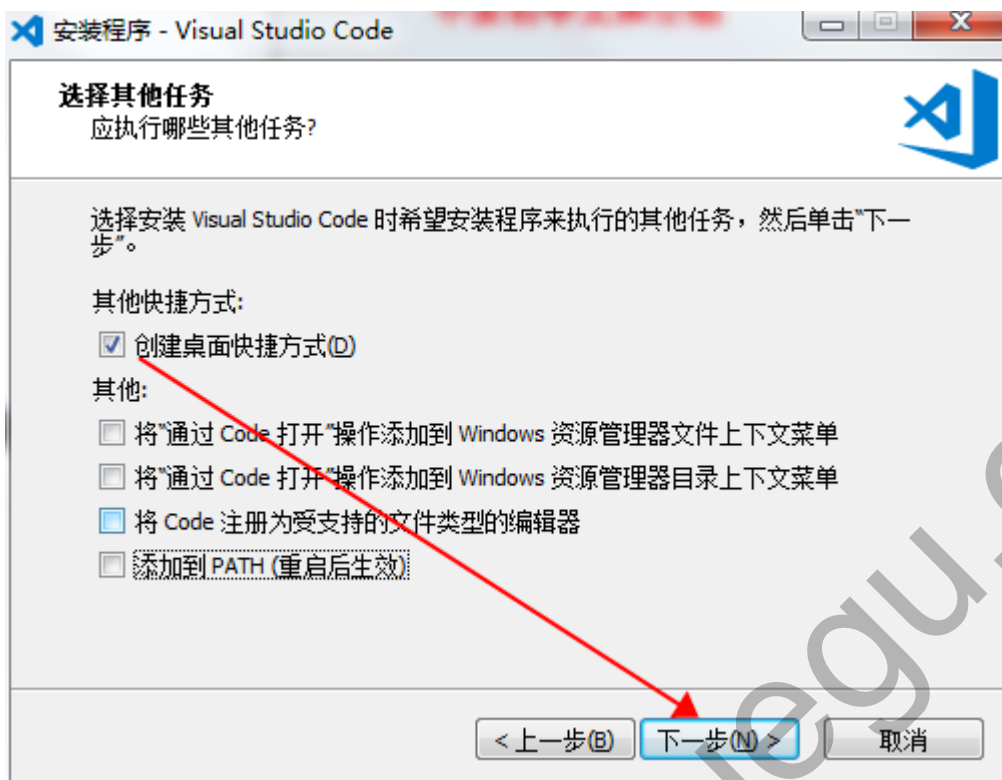 安装程序 - Visual Studio Code
选择其他任务
应执行哪些其他任务?
选择安装 Visual Studio Code 时希望安装程序来执行的其他任务，然后单击"下一
步"。
其他快捷方式:
创建桌面快捷方式(D)
其他:
将"通过 Code 打开"操作添加到 Windows 资源管理器文件上下文菜单
将"通过 Code 打开"操作添加到 Windows 资源管理器目录上下文菜单
将 Code 注册为受支持的文件类型的编辑器
添加到 PATH (重启后生效)
< 上一步(B) 下一步(N) > 取消